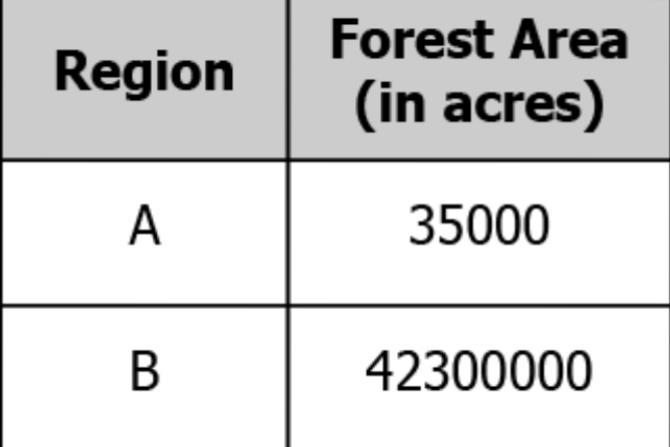 Region
Forest Area
(in acres)
A
35000
B
42300000